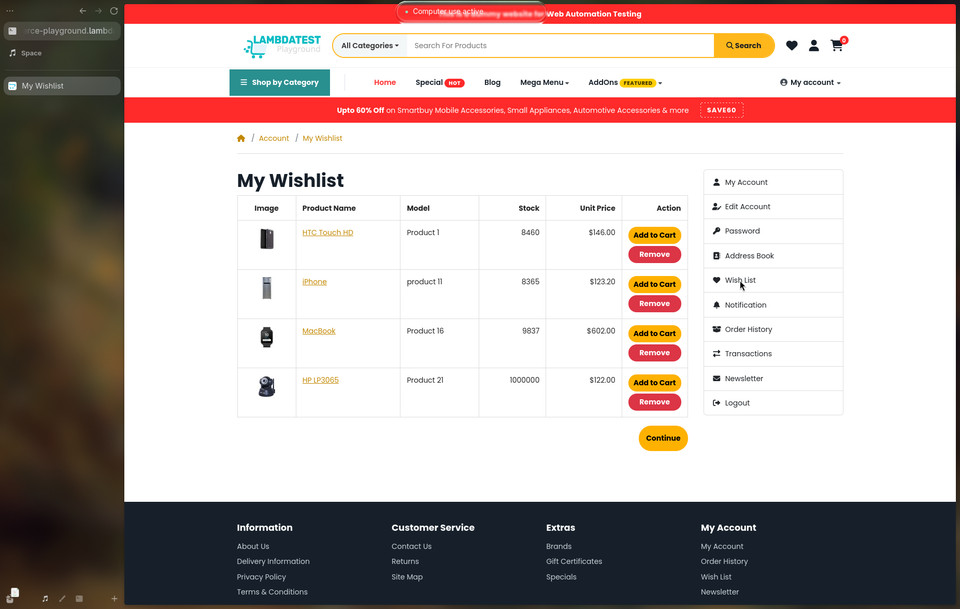 Computer use active
Web Automation Testing
Space
My Wishlist
LAMBDATEST
Playground
All Categories
Search For Products
Search
0
Shop by Category
Home
Special HOT
Blog
Mega Menu
AddOns FEATURED
My account
Upto 60% Off on Smartbuy Mobile Accessories, Small Appliances, Automotive Accessories & more
SAVE60
/ Account / My Wishlist
My Wishlist
Image Product Name Model Stock Unit Price Action
HTC Touch HD Product 1 8460 $146.00 Add to Cart
Remove
iPhone product 11 8365 $123.20 Add to Cart
Remove
MacBook Product 16 9837 $602.00 Add to Cart
Remove
HP LP3065 Product 21 1000000 $122.00 Add to Cart
Remove
Continue
My Account
Edit Account
Password
Address Book
Wish List
Notification
Order History
Transactions
Newsletter
Logout
Information
About Us
Delivery Information
Privacy Policy
Terms & Conditions
Customer Service
Contact Us
Returns
Site Map
Extras
Brands
Gift Certificates
Specials
My Account
My Account
Order History
Wish List
Newsletter